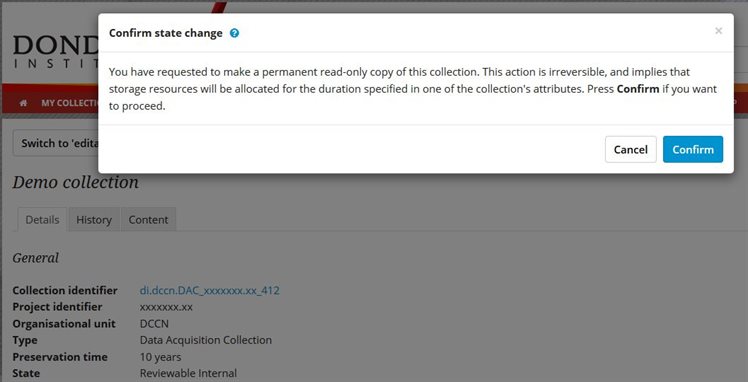 Confirm state change ?
×
You have requested to make a permanent read-only copy of this collection. This action is irreversible, and implies that
storage resources will be allocated for the duration specified in one of the collection's attributes. Press Confirm if you want
to proceed.
Cancel Confirm
DOND
INSTIT
MY COLLECTIO
P
Switch to 'edita
Demo collection
Details History Content
General
Collection identifier di.dccn.DAC_xxxxxxx.xx_412
Project identifier xxxxxxx.xx
Organisational unit DCCN
Type Data Acquisition Collection
Preservation time 10 years
State Reviewable Internal